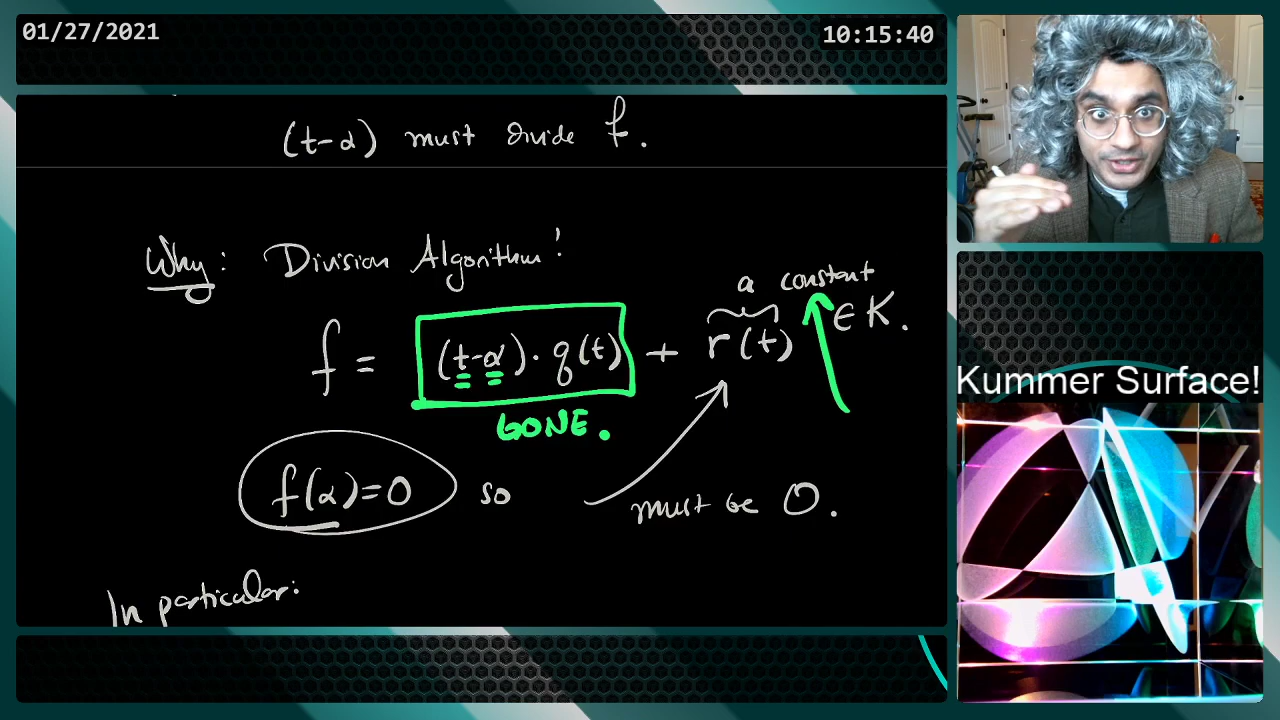 01/27/2021
10:15:40
(t-α) must divide f.
Why: Division Algorithm!
a constant
f = (t-α)·q(t) + r(t) ∈ K.
GONE.
f(α)=0 so must be 0.
In particular:
Kummer Surface!